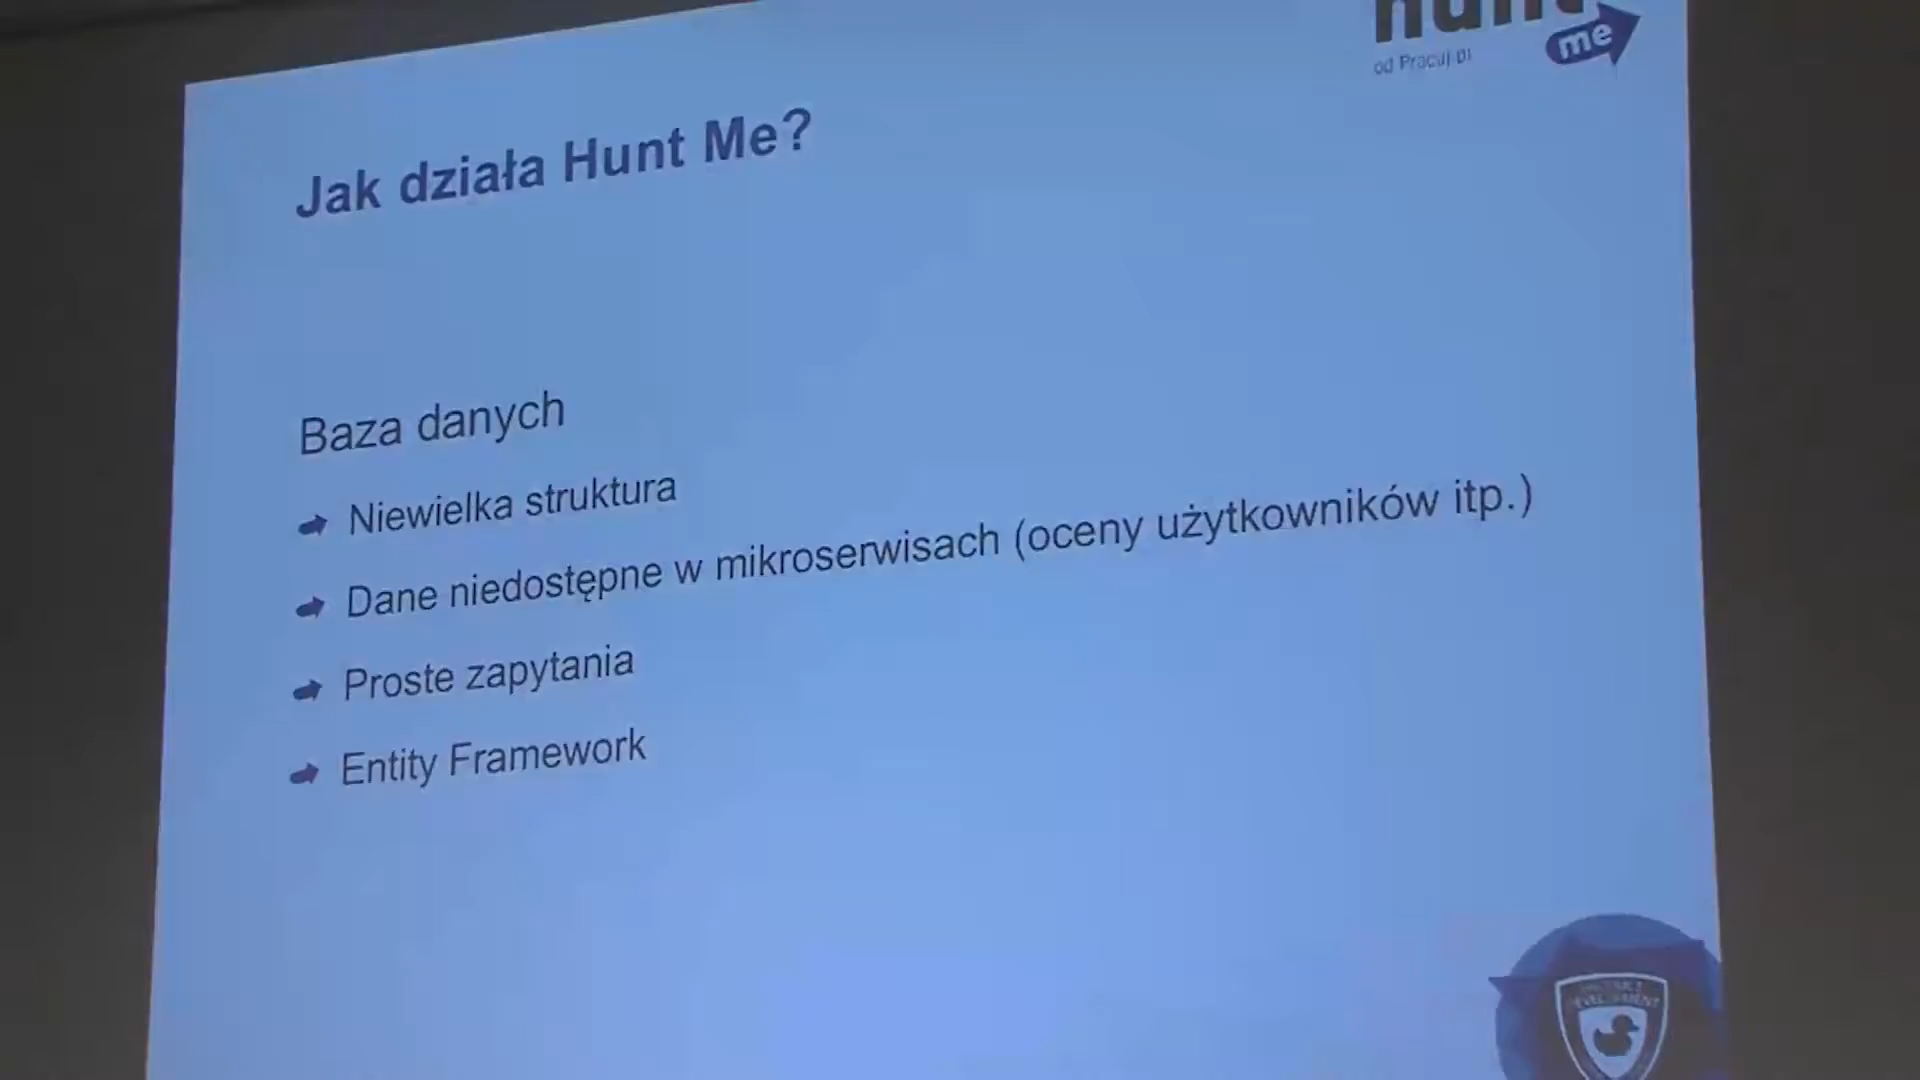 hunt
me
od Pracuj.pl
Jak działa Hunt Me?
Baza danych
Niewielka struktura
Dane niedostępne w mikroserwisach (oceny użytkowników itp.)
Proste zapytania
Entity Framework
DEVELOPMENT